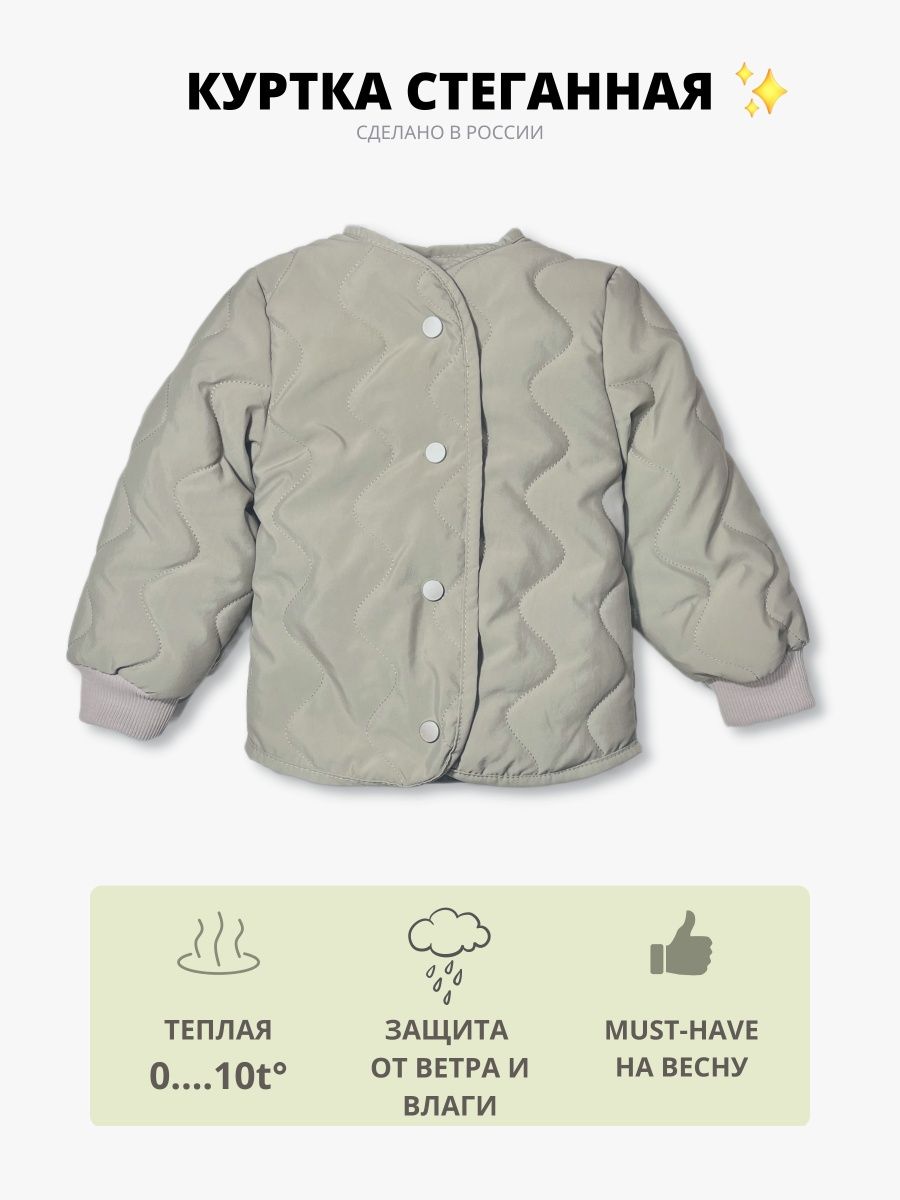 КУРТКА СТЕГАННАЯ ✨
СДЕЛАНО В РОССИИ
ТЕПЛАЯ
0....10t°
ЗАЩИТА
ОТ ВЕТРА И
ВЛАГИ
MUST-HAVE
НА ВЕСНУ